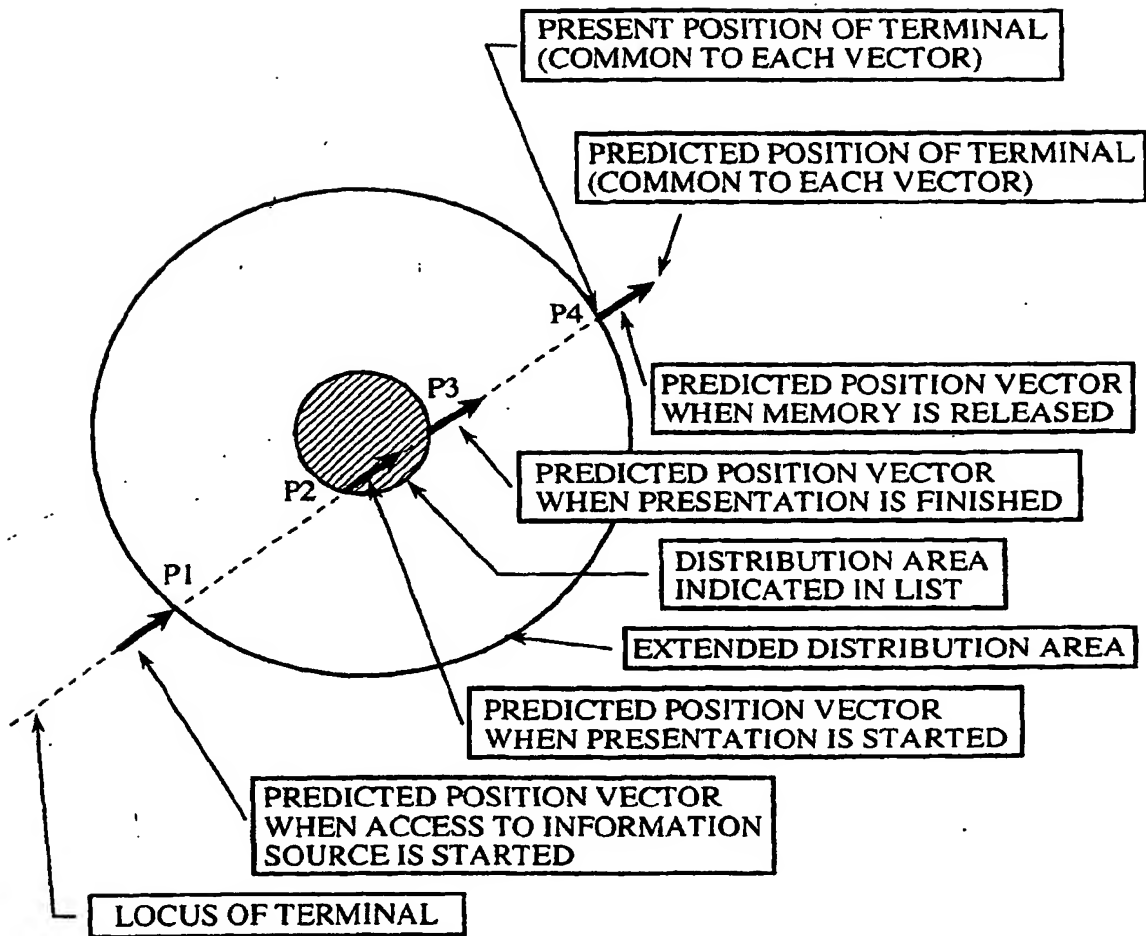 PRESENT POSITION OF TERMINAL
(COMMON TO EACH VECTOR)
PREDICTED POSITION OF TERMINAL
(COMMON TO EACH VECTOR)
P4
P3
PREDICTED POSITION VECTOR
WHEN MEMORY IS RELEASED
P2
PREDICTED POSITION VECTOR
WHEN PRESENTATION IS FINISHED
P1
DISTRIBUTION AREA
INDICATED IN LIST
EXTENDED DISTRIBUTION AREA
PREDICTED POSITION VECTOR
WHEN PRESENTATION IS STARTED
PREDICTED POSITION VECTOR
WHEN ACCESS TO INFORMATION
SOURCE IS STARTED
LOCUS OF TERMINAL